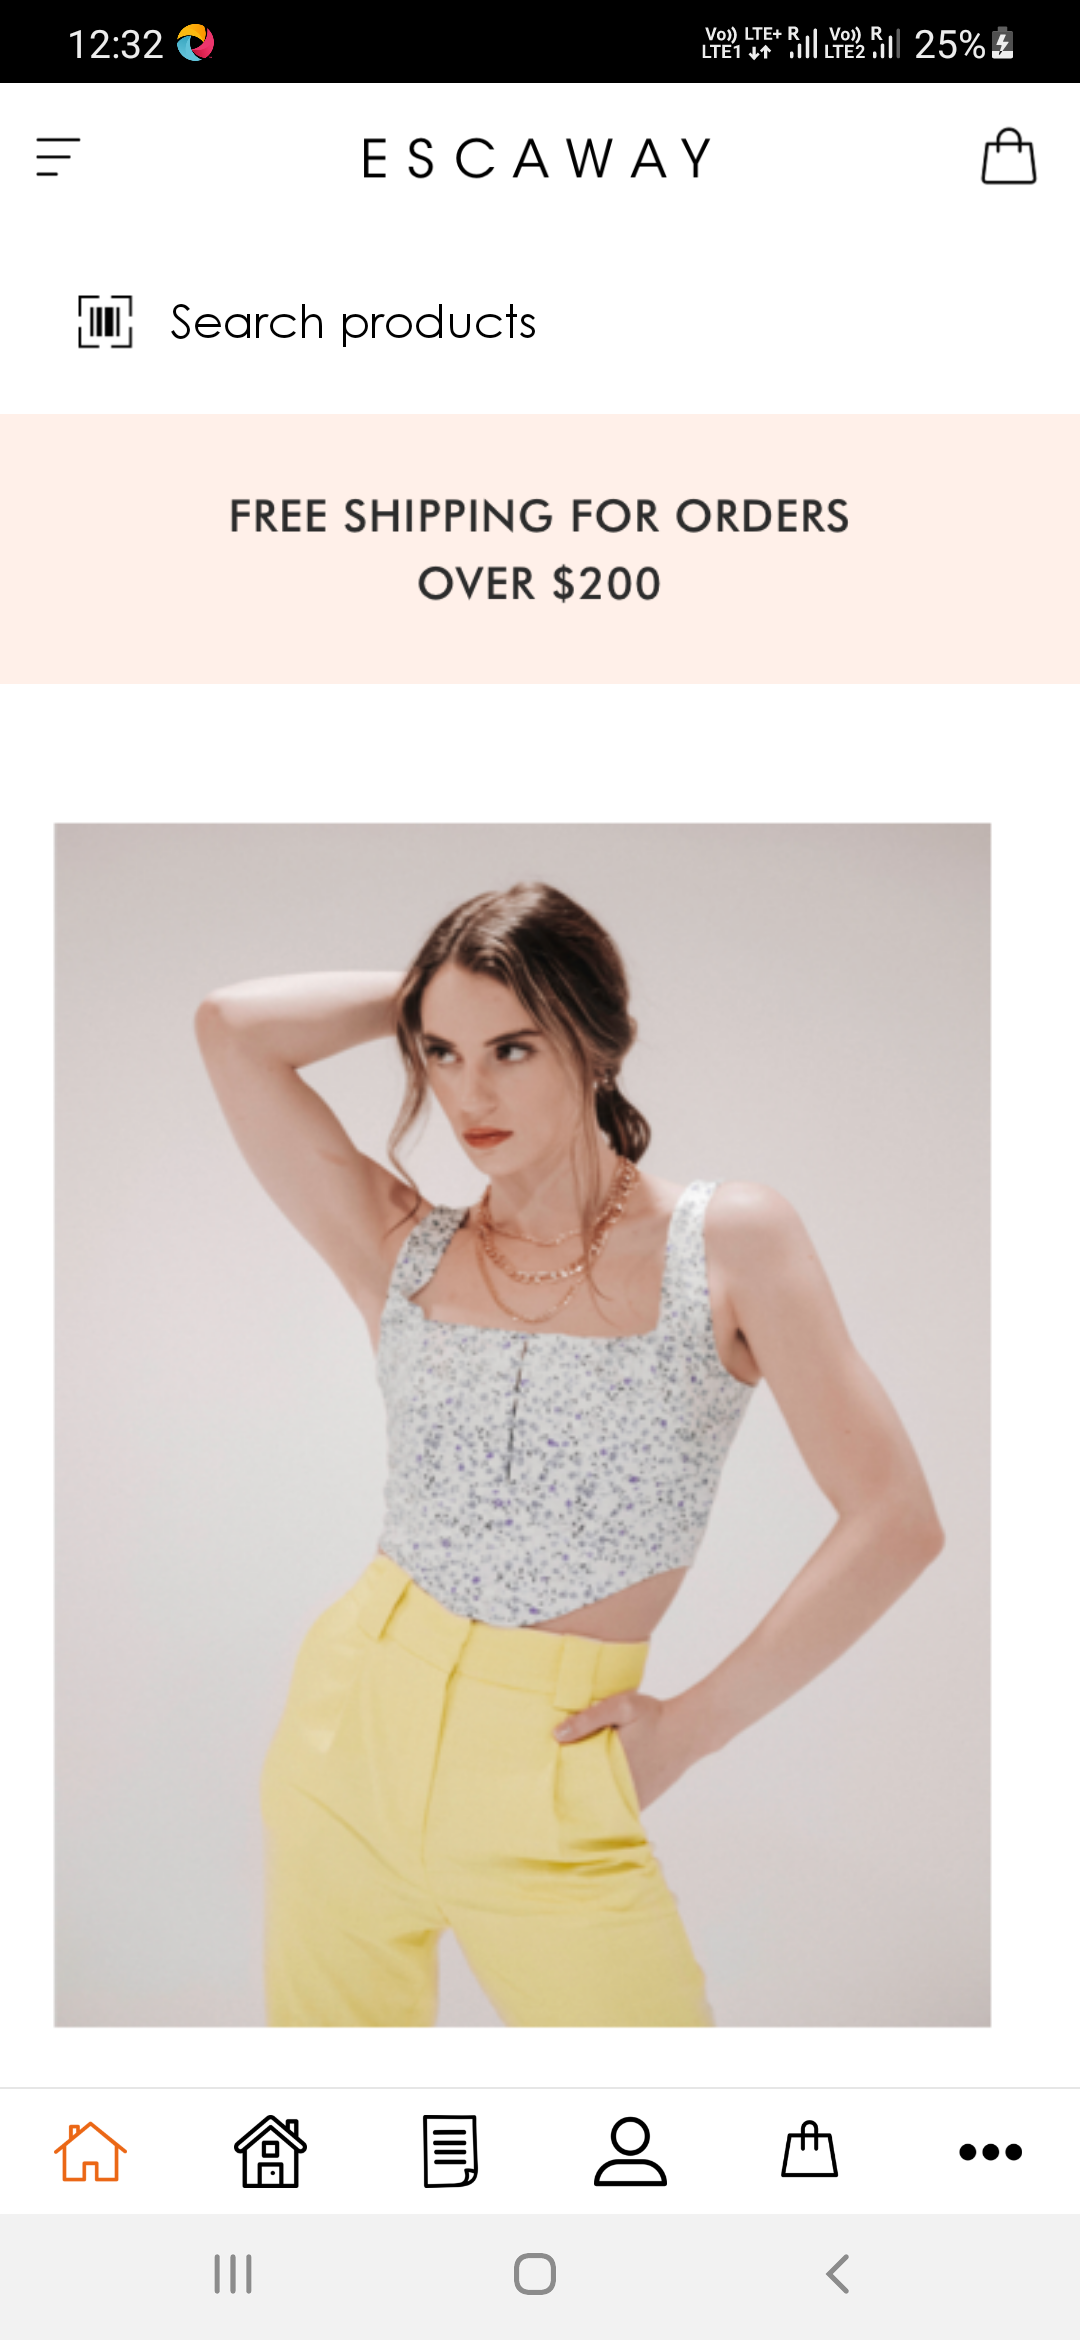 12:32
Vo)) LTE+ R Vo)) R 25%
LTE1 LTE2
ESCAWAY
Search products
FREE SHIPPING FOR ORDERS
OVER $200